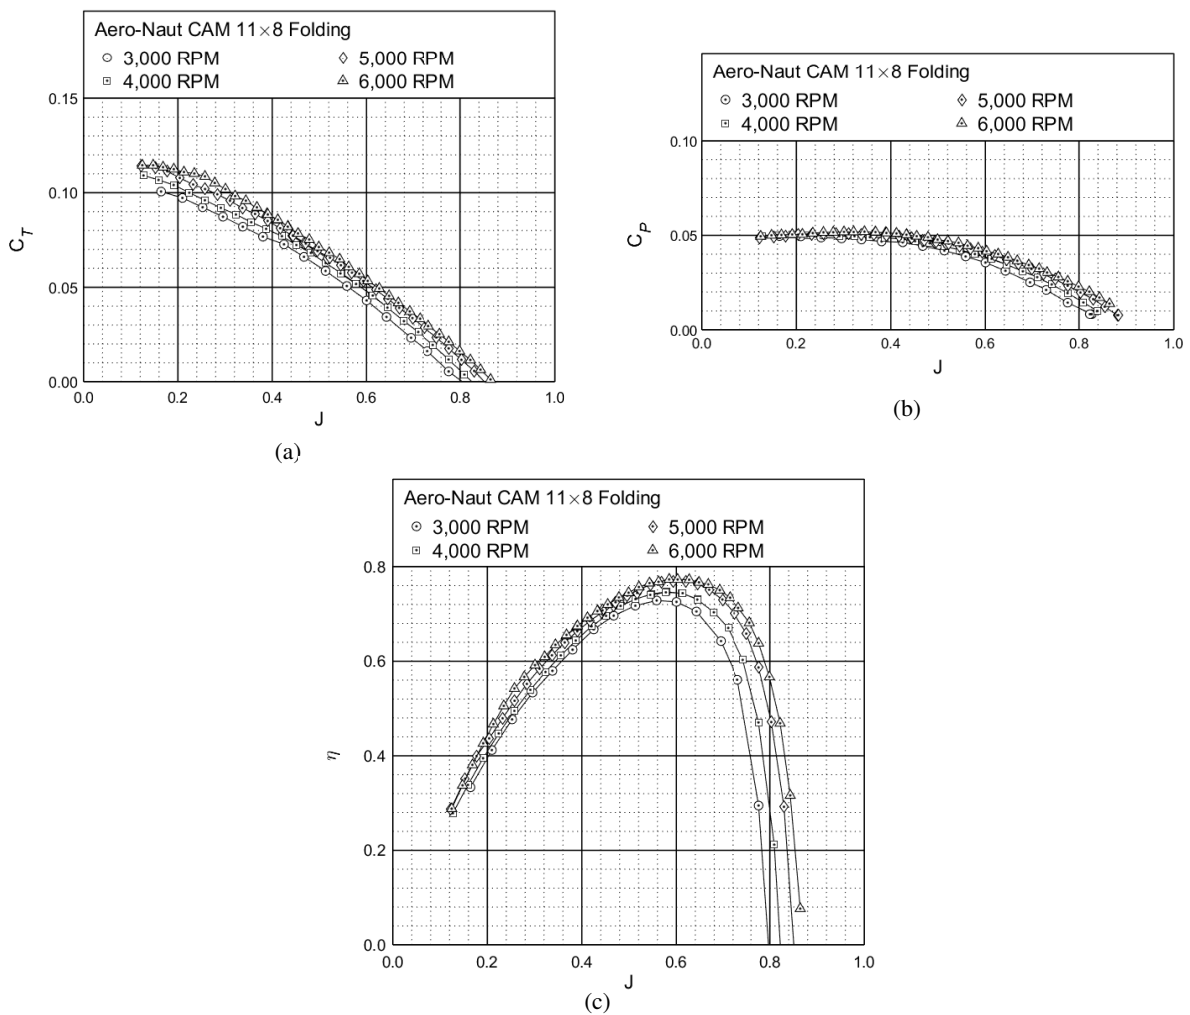 Aero-Naut CAM 11×8 Folding
3,000 RPM 5,000 RPM
4,000 RPM 6,000 RPM
0.15
0.10
0.05
0.00
C_T
0.0 0.2 0.4 0.6 0.8 1.0
J
(a)
Aero-Naut CAM 11×8 Folding
3,000 RPM 5,000 RPM
4,000 RPM 6,000 RPM
0.10
0.05
0.00
C_P
0.0 0.2 0.4 0.6 0.8 1.0
J
(b)
Aero-Naut CAM 11×8 Folding
3,000 RPM 5,000 RPM
4,000 RPM 6,000 RPM
0.8
0.6
0.4
0.2
0.0
η
0.0 0.2 0.4 0.6 0.8 1.0
J
(c)